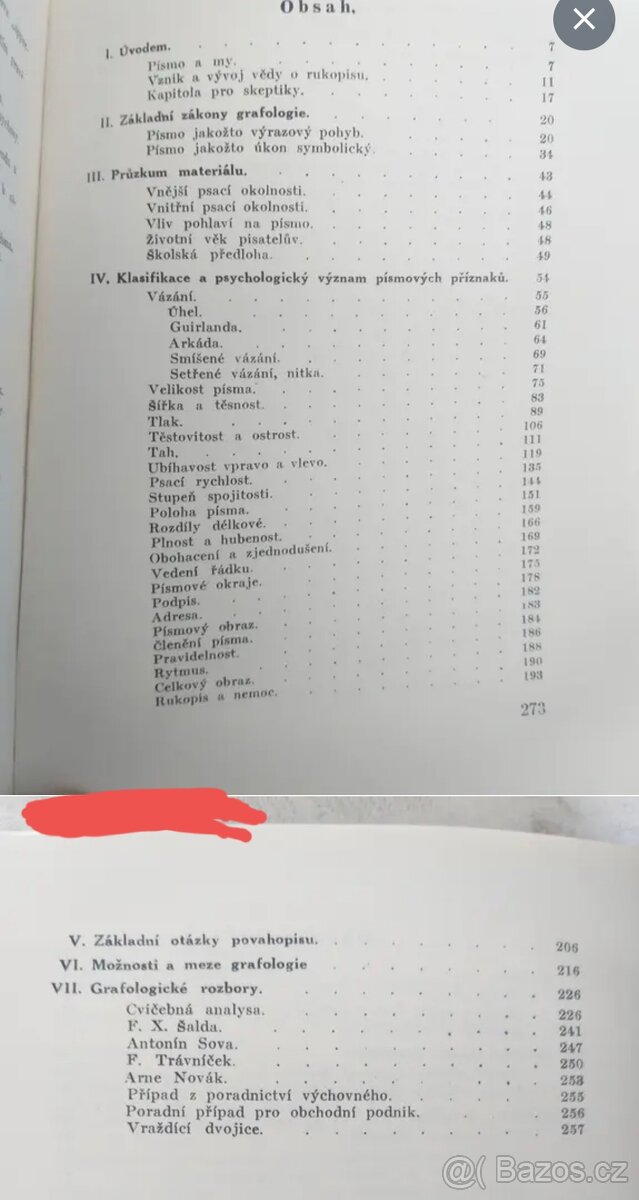 Obsah.
I. Úvodem. 7
Písmo a my. 7
Vznik a vývoj vědy o rukopisu. 11
Kapitola pro skeptiky. 17
II. Základní zákony grafologie. 20
Písmo jakožto výrazový pohyb. 20
Písmo jakožto úkon symbolický. 34
III. Průzkum materiálu. 43
Vnější psací okolnosti. 44
Vnitřní psací okolnosti. 46
Vliv pohlaví na písmo. 48
Životní věk pisatelův. 48
Školská předloha. 49
IV. Klasifikace a psychologický význam písmových příznaků. 54
Vázání. 55
Úhel. 56
Guirlanda. 61
Arkáda. 64
Smíšené vázání. 69
Setřené vázání, nitka. 71
Velikost písma. 75
Šířka a těsnost. 83
Tlak. 89
Těstovitost a ostrost. 106
Tah. 111
Ubíhavost vpravo a vlevo. 119
Psací rychlost. 135
Stupeň spojitosti. 144
Poloha písma. 151
Rozdíly délkové. 159
Plnost a hubenost. 166
Obohacení a zjednodušení. 169
Vedení řádku. 172
Písmové okraje. 175
Podpis. 178
Adresa. 182
Písmový obraz. 183
Členění písma. 184
Pravidelnost. 186
Rytmus. 188
Celkový obraz. 190
Rukopis a nemoc. 193
273
V. Základní otázky povahopisu. 206
VI. Možnosti a meze grafologie 216
VII. Grafologické rozbory. 226
Cvičebná analysa. 226
F. X. Šalda. 241
Antonín Sova. 247
F. Trávníček. 250
Arne Novák. 253
Případ z poradnictví výchovného. 255
Poradní případ pro obchodní podnik. 256
Vraždící dvojice. 257
@( Bazos.cz